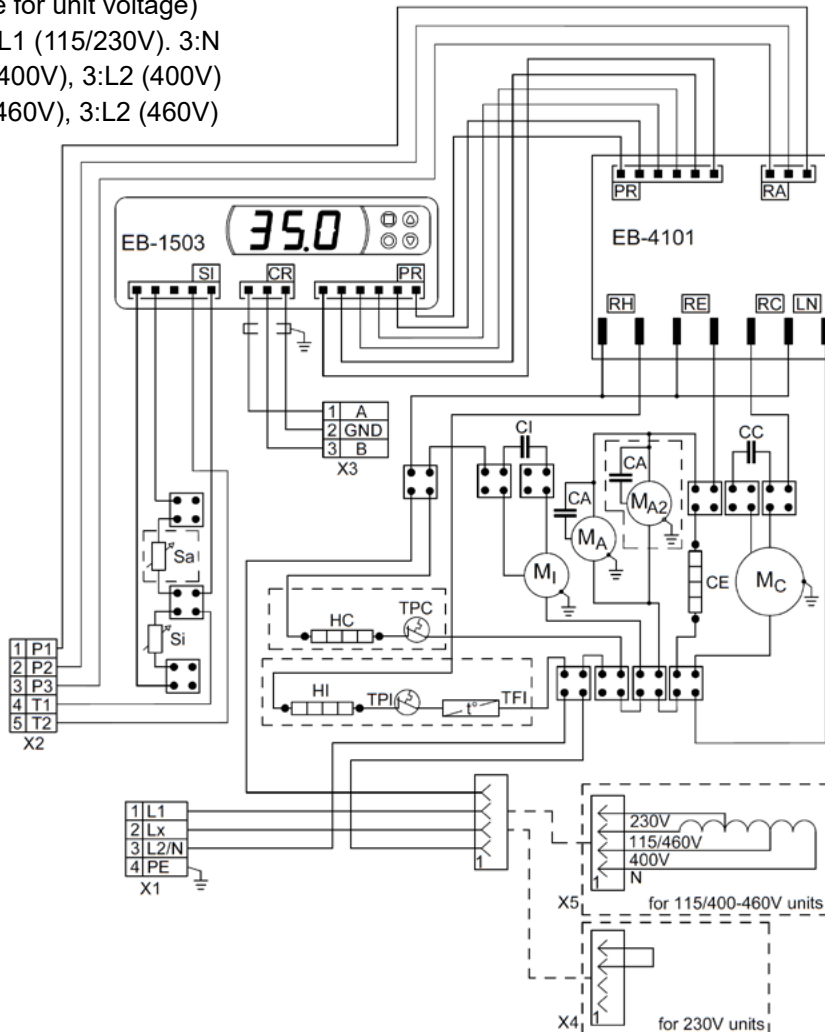 e for unit voltage)
L1 (115/230V). 3:N
400V), 3:L2 (400V)
460V), 3:L2 (460V)
PR
RA
EB-1503
35.0
EB-4101
SI
CR
PR
RH
RE
RC
LN
1 A
2 GND
3 B
X3
CI
CC
CA
CA
MA2
MA
MI
CE
MC
Sa
Si
HC
TPC
HI
TPI
t°
TFI
1 P1
2 P2
3 P3
4 T1
5 T2
X2
1 L1
2 Lx
3 L2/N
4 PE
X1
1
230V
115/460V
400V
N
1
X5
for 115/400-460V units
1
X4
for 230V units